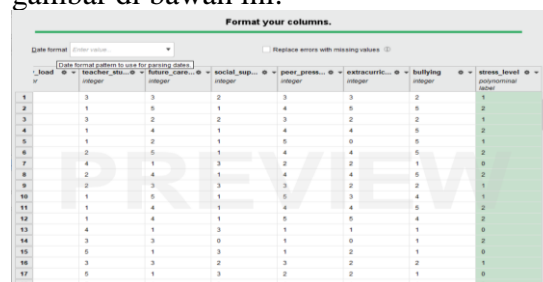 gambar di bawah ini.
Format your columns.
Date format Enter value... Replace errors with missing values
Date format pattern to use for parsing dates.
_load teacher_stu... future_care... social_sup... peer_press... extracurric... bullying stress_level
integer integer integer integer integer integer polynominal
label
1 3 3 2 3 3 2 1
2 1 5 1 4 5 5 2
3 3 2 2 3 2 2 1
4 1 4 1 4 4 5 2
5 1 2 1 5 0 5 1
6 2 5 1 4 4 5 2
7 4 1 3 2 2 1 0
8 2 4 1 4 4 5 2
9 2 3 3 3 2 2 1
10 1 5 1 5 3 4 1
11 1 4 1 4 4 5 2
12 1 4 1 5 5 4 2
13 4 1 3 1 1 1 0
14 3 3 0 1 0 1 2
15 5 1 3 1 2 1 0
16 3 3 2 3 2 2 1
17 5 1 3 2 2 1 0
PREVIEW